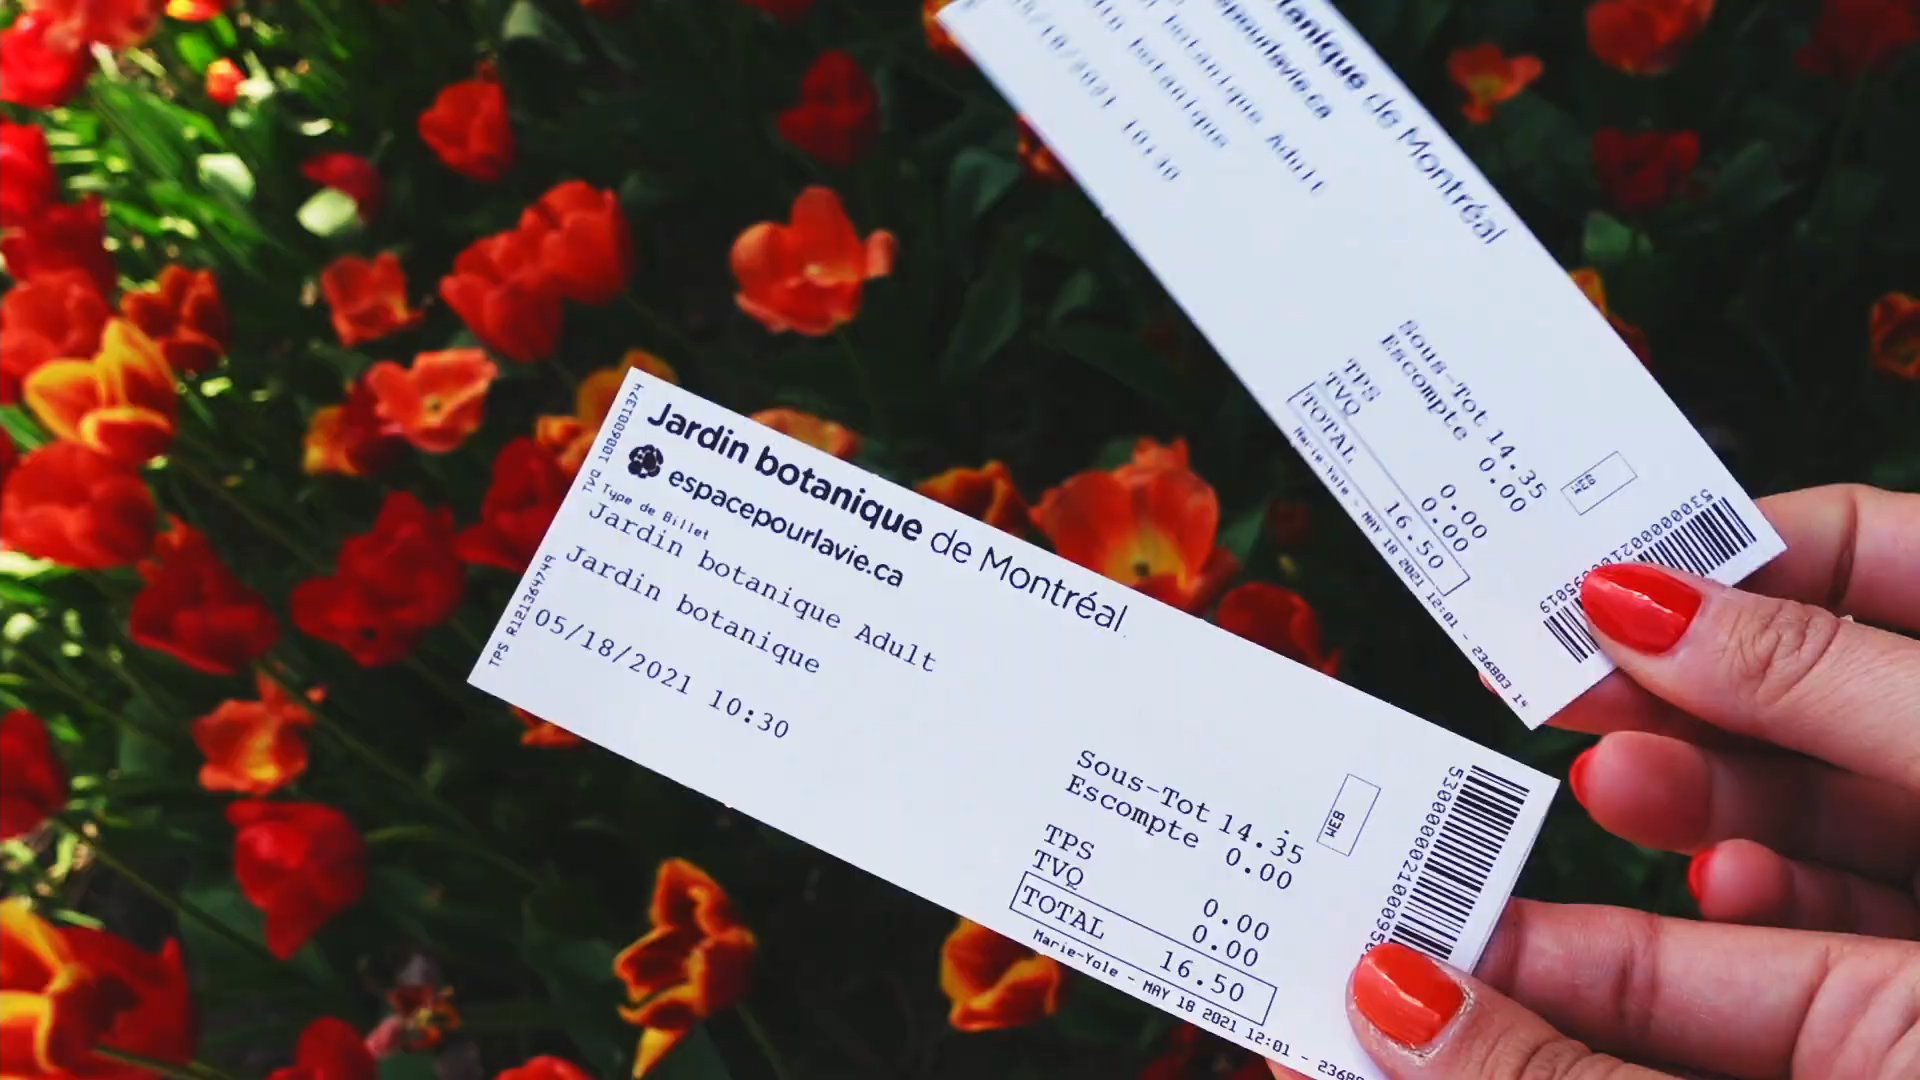 Jardin botanique de Montréal
espacepourlavie.ca
Type de Billet
Jardin botanique Adult
Jardin botanique
05/18/2021 10:30
TVQ 1006001374
TPS R121364749
Sous-Tot 14.35
Escompte 0.00
TPS 0.00
TVQ 0.00
TOTAL 16.50
Marie-Yole - MAY 18 2021 12:01 -
WEB
de Montréal
botanique Adult
botanique
10:30
Sous-Tot 14.35
Escompte 0.00
TPS 0.00
TVQ 0.00
TOTAL 16.50
Marie-Yole - MAY 18 2021 12:01 - 236803 14
WEB